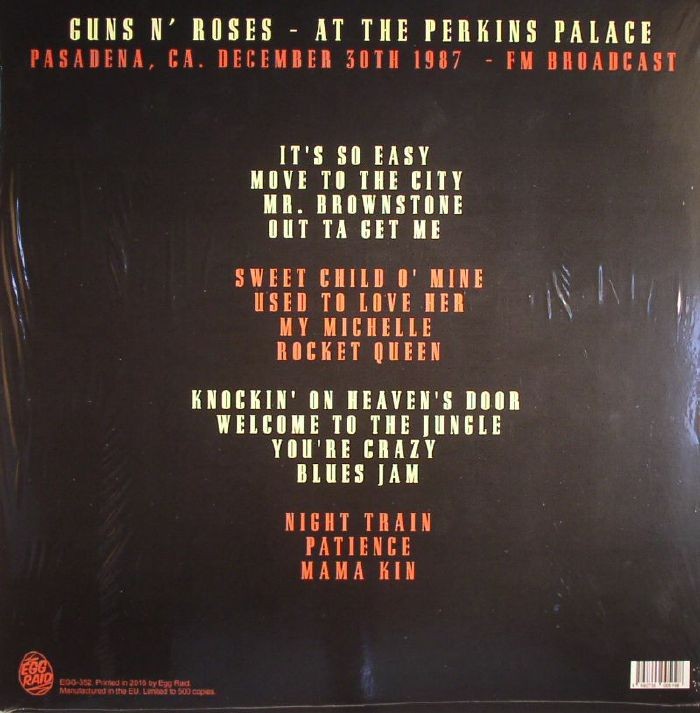 GUNS N' ROSES - AT THE PERKINS PALACE
PASADENA, CA. DECEMBER 30TH 1987 - FM BROADCAST
IT'S SO EASY
MOVE TO THE CITY
MR. BROWNSTONE
OUT TA GET ME
SWEET CHILD O' MINE
USED TO LOVE HER
MY MICHELLE
ROCKET QUEEN
KNOCKIN' ON HEAVEN'S DOOR
WELCOME TO THE JUNGLE
YOU'RE CRAZY
BLUES JAM
NIGHT TRAIN
PATIENCE
MAMA KIN
EGG
RAID
EGG-352. Printed in 2015 by Egg Raid.
Manufactured in the EU. Limited to 500 copies.